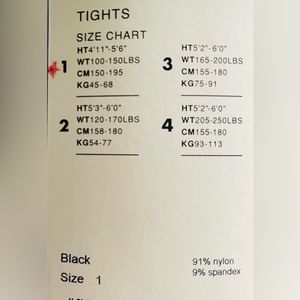 TIGHTS
SIZE CHART
1
HT4'11"-5'6"
WT100-150LBS
CM150-195
KG45-68
3
HT5'2"-6'0"
WT165-200LBS
CM155-180
KG75-91
2
HT5'3"-6'0"
WT120-170LBS
CM158-180
KG54-77
4
HT5'2"-6'0"
WT205-250LBS
CM155-180
KG93-113
Black
91% nylon
Size 1
9% spandex